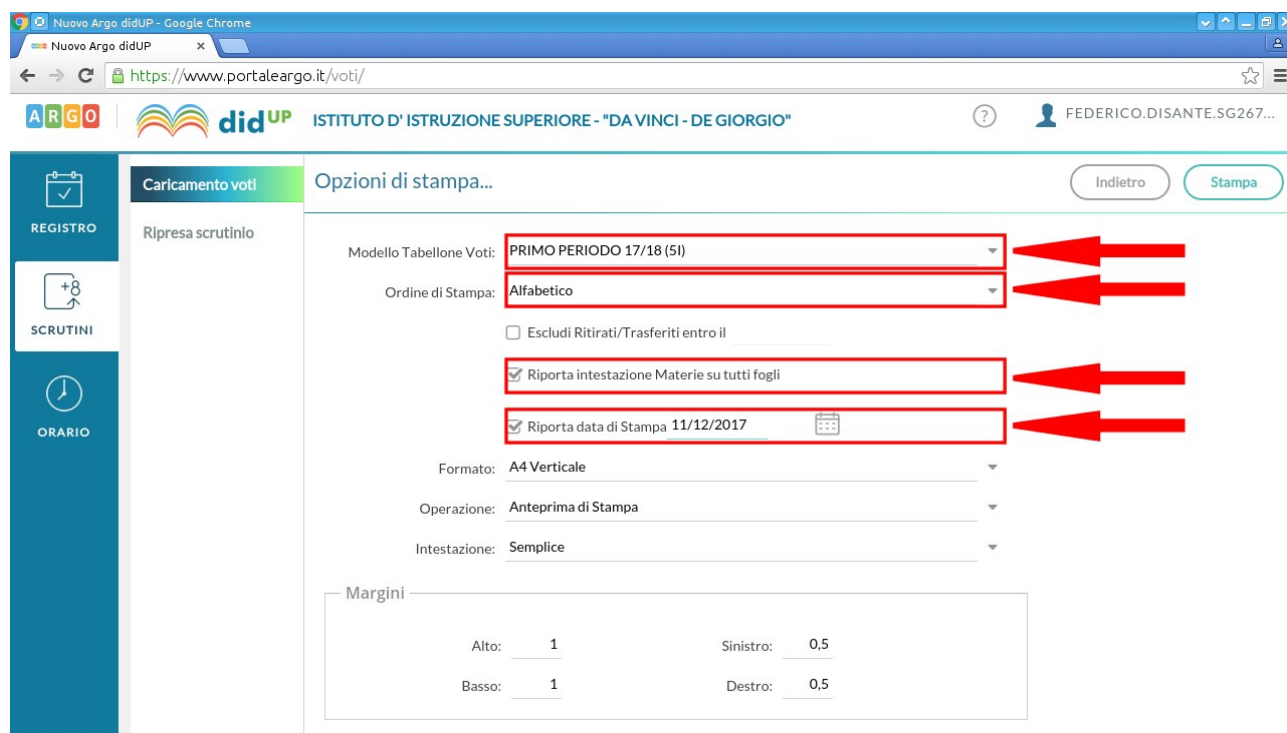 Nuovo Argo didUP - Google Chrome
Nuovo Argo didUP x
https://www.portaleargo.it/voti/
ARGO didUP ISTITUTO D' ISTRUZIONE SUPERIORE - "DA VINCI - DE GIORGIO" ? FEDERICO.DISANTE.SG267...
Caricamento voti
Opzioni di stampa...
Indietro
Stampa
REGISTRO
Ripresa scrutinio
Modello Tabellone Voti: PRIMO PERIODO 17/18 (5I)
Ordine di Stampa: Alfabetico
+8
SCRUTINI
Escludi Ritirati/Trasferiti entro il
Riporta intestazione Materie su tutti fogli
Riporta data di Stampa 11/12/2017
ORARIO
Formato: A4 Verticale
Operazione: Anteprima di Stampa
Intestazione: Semplice
Margini
Alto: 1 Sinistro: 0,5
Basso: 1 Destro: 0,5